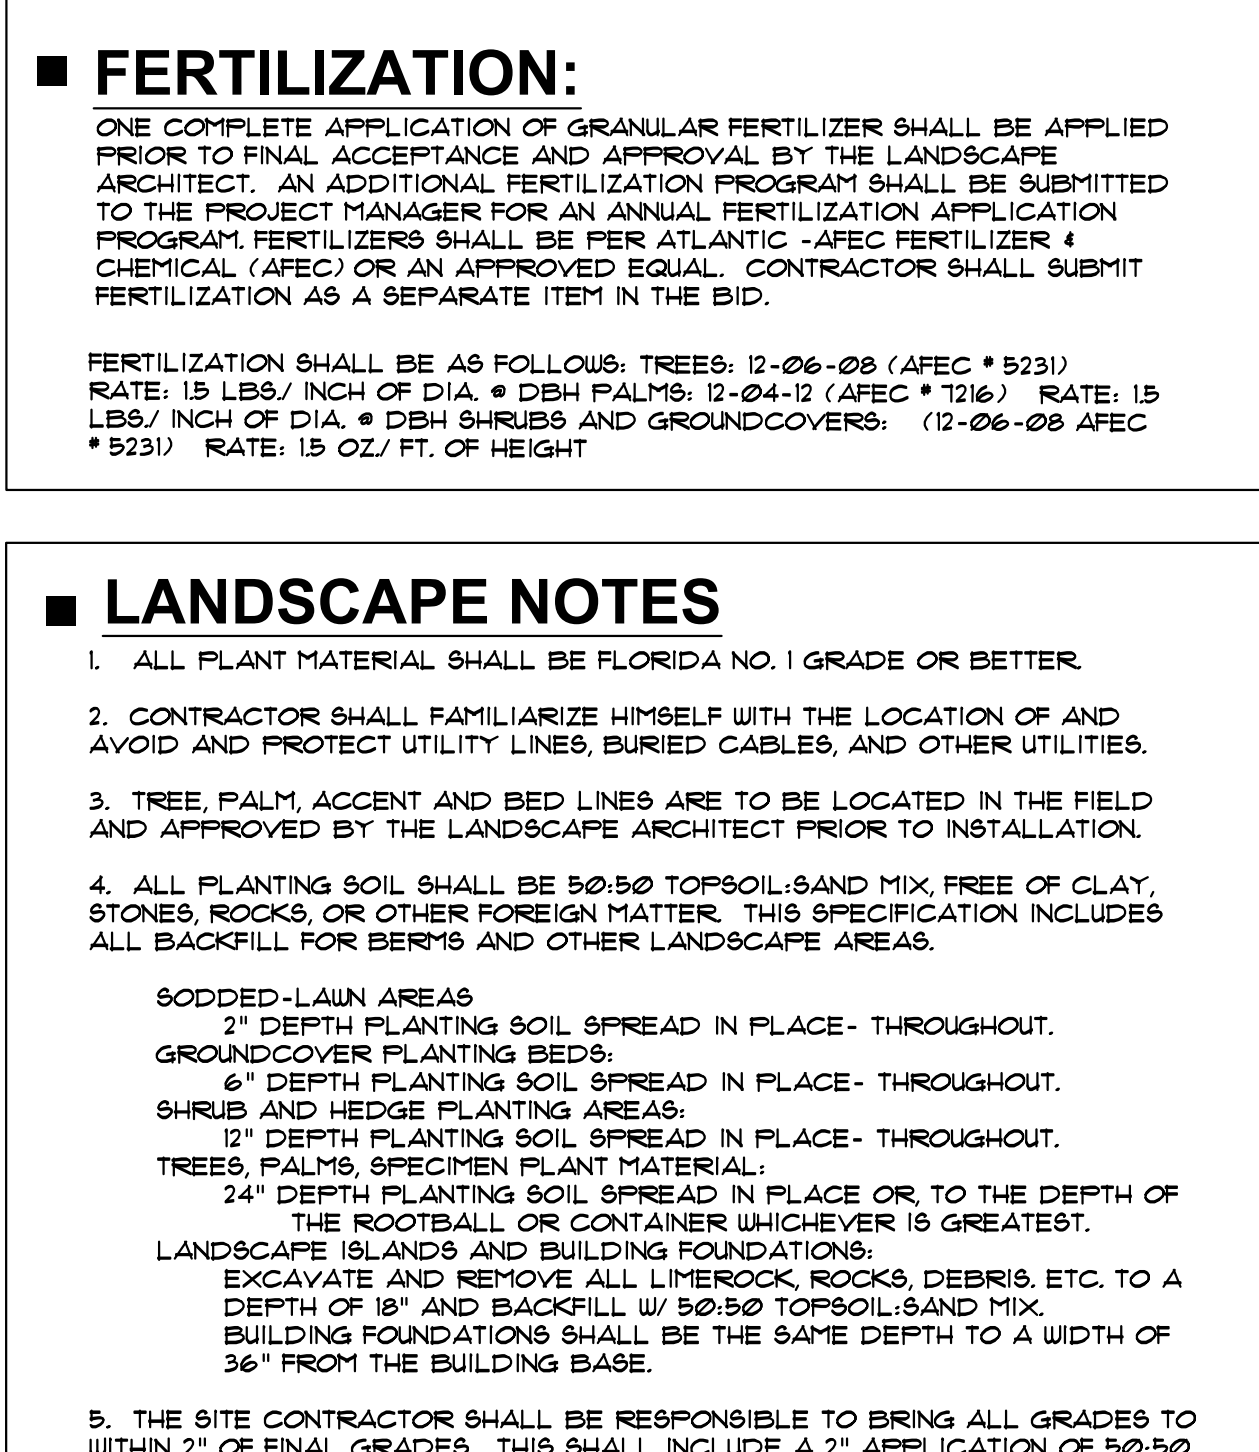 FERTILIZATION:
ONE COMPLETE APPLICATION OF GRANULAR FERTILIZER SHALL BE APPLIED
PRIOR TO FINAL ACCEPTANCE AND APPROVAL BY THE LANDSCAPE
ARCHITECT. AN ADDITIONAL FERTILIZATION PROGRAM SHALL BE SUBMITTED
TO THE PROJECT MANAGER FOR AN ANNUAL FERTILIZATION APPLICATION
PROGRAM. FERTILIZERS SHALL BE PER ATLANTIC -AFEC FERTILIZER &
CHEMICAL (AFEC) OR AN APPROVED EQUAL. CONTRACTOR SHALL SUBMIT
FERTILIZATION AS A SEPARATE ITEM IN THE BID.
FERTILIZATION SHALL BE AS FOLLOWS: TREES: 12-06-08 (AFEC #5231)
RATE: 1.5 LBS./ INCH OF DIA. @ DBH PALMS: 12-04-12 (AFEC #7216) RATE: 1.5
LBS./ INCH OF DIA. @ DBH SHRUBS AND GROUNDCOVERS: (12-06-08 AFEC
#5231) RATE: 1.5 OZ./ FT. OF HEIGHT
LANDSCAPE NOTES
1. ALL PLANT MATERIAL SHALL BE FLORIDA NO. 1 GRADE OR BETTER.
2. CONTRACTOR SHALL FAMILIARIZE HIMSELF WITH THE LOCATION OF AND
AVOID AND PROTECT UTILITY LINES, BURIED CABLES, AND OTHER UTILITIES.
3. TREE, PALM, ACCENT AND BED LINES ARE TO BE LOCATED IN THE FIELD
AND APPROVED BY THE LANDSCAPE ARCHITECT PRIOR TO INSTALLATION.
4. ALL PLANTING SOIL SHALL BE 50:50 TOPSOIL:SAND MIX, FREE OF CLAY,
STONES, ROCKS, OR OTHER FOREIGN MATTER. THIS SPECIFICATION INCLUDES
ALL BACKFILL FOR BERMS AND OTHER LANDSCAPE AREAS.
SODDED-LAWN AREAS
2" DEPTH PLANTING SOIL SPREAD IN PLACE- THROUGHOUT.
GROUNDCOVER PLANTING BEDS:
6" DEPTH PLANTING SOIL SPREAD IN PLACE- THROUGHOUT.
SHRUB AND HEDGE PLANTING AREAS:
12" DEPTH PLANTING SOIL SPREAD IN PLACE- THROUGHOUT.
TREES, PALMS, SPECIMEN PLANT MATERIAL:
24" DEPTH PLANTING SOIL SPREAD IN PLACE OR, TO THE DEPTH OF
THE ROOTBALL OR CONTAINER WHICHEVER IS GREATEST.
LANDSCAPE ISLANDS AND BUILDING FOUNDATIONS:
EXCAVATE AND REMOVE ALL LIMEROCK, ROCKS, DEBRIS. ETC. TO A
DEPTH OF 18" AND BACKFILL W/ 50:50 TOPSOIL:SAND MIX.
BUILDING FOUNDATIONS SHALL BE THE SAME DEPTH TO A WIDTH OF
36" FROM THE BUILDING BASE.
5. THE SITE CONTRACTOR SHALL BE RESPONSIBLE TO BRING ALL GRADES TO
WITHIN 2" OF FINAL GRADES. THIS SHALL INCLUDE A 2" APPLICATION OF 50:50